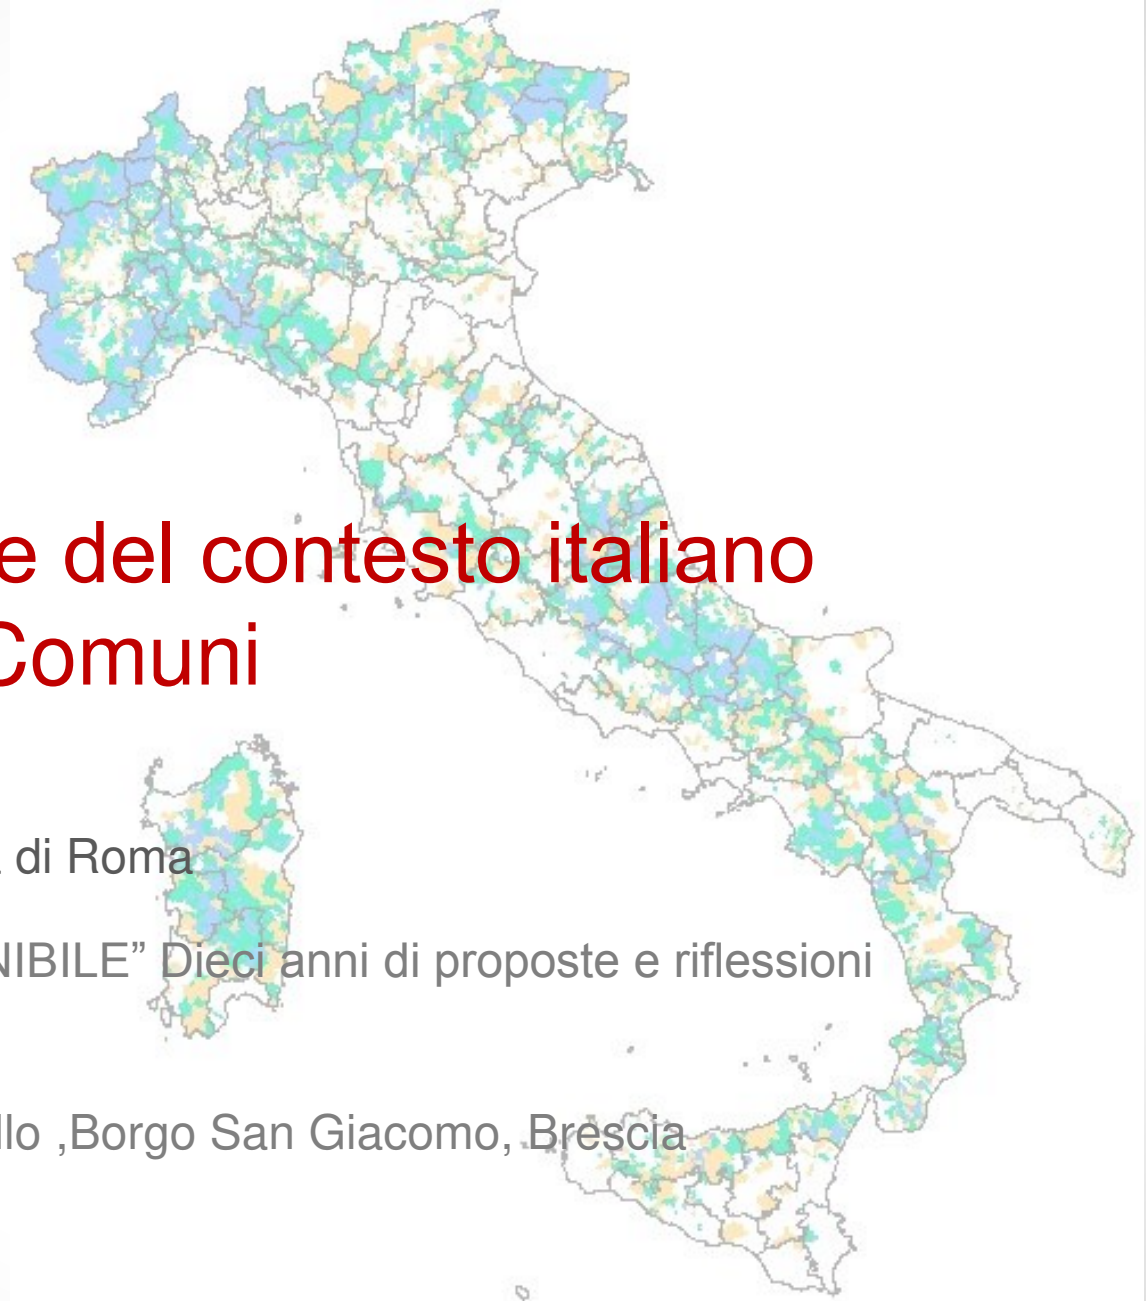 e del contesto italiano
Comuni
di Roma
NIBILE” Dieci anni di proposte e riflessioni
llo ,Borgo San Giacomo, Brescia